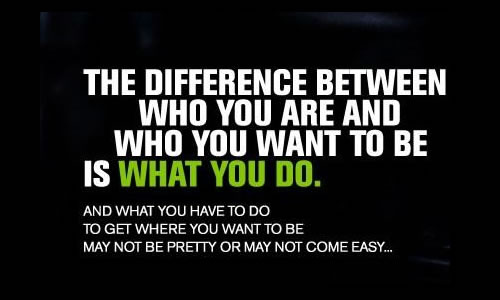 THE DIFFERENCE BETWEEN
WHO YOU ARE AND
WHO YOU WANT TO BE
IS WHAT YOU DO.
AND WHAT YOU HAVE TO DO
TO GET WHERE YOU WANT TO BE
MAY NOT BE PRETTY OR MAY NOT COME EASY...